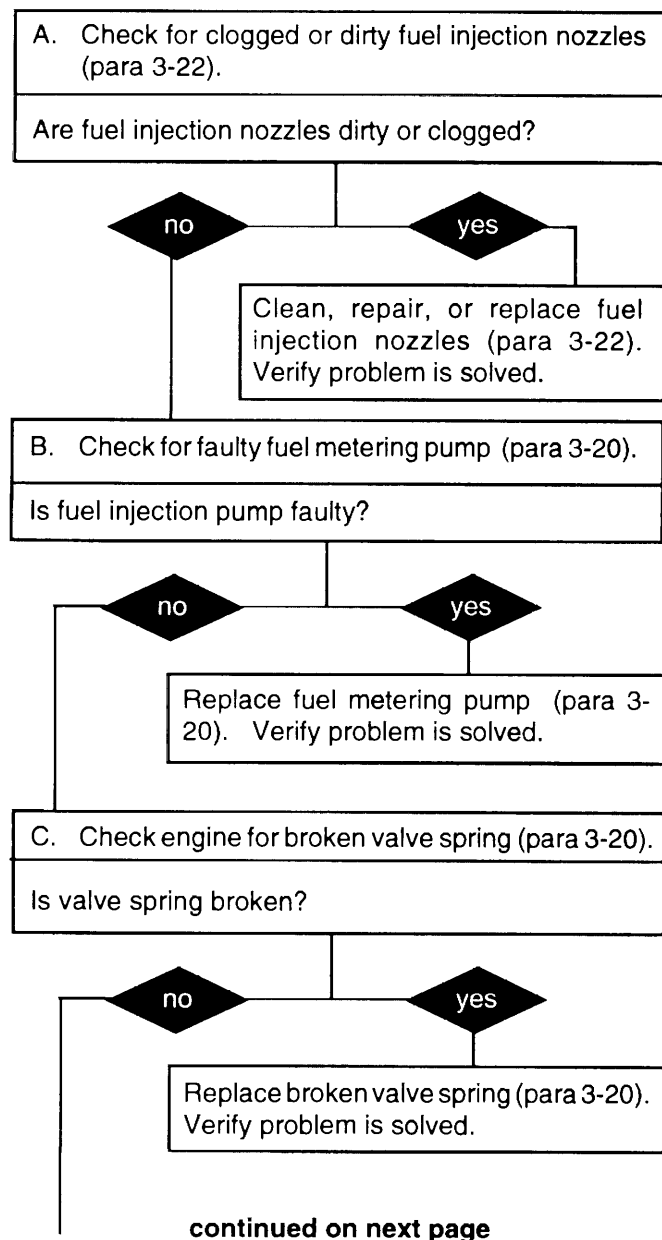 A. Check for clogged or dirty fuel injection nozzles
(para 3-22).
Are fuel injection nozzles dirty or clogged?
no
yes
Clean, repair, or replace fuel
injection nozzles (para 3-22).
Verify problem is solved.
B. Check for faulty fuel metering pump (para 3-20).
Is fuel injection pump faulty?
no
yes
Replace fuel metering pump (para 3-
20). Verify problem is solved.
C. Check engine for broken valve spring (para 3-20).
Is valve spring broken?
no
yes
Replace broken valve spring (para 3-20).
Verify problem is solved.
continued on next page